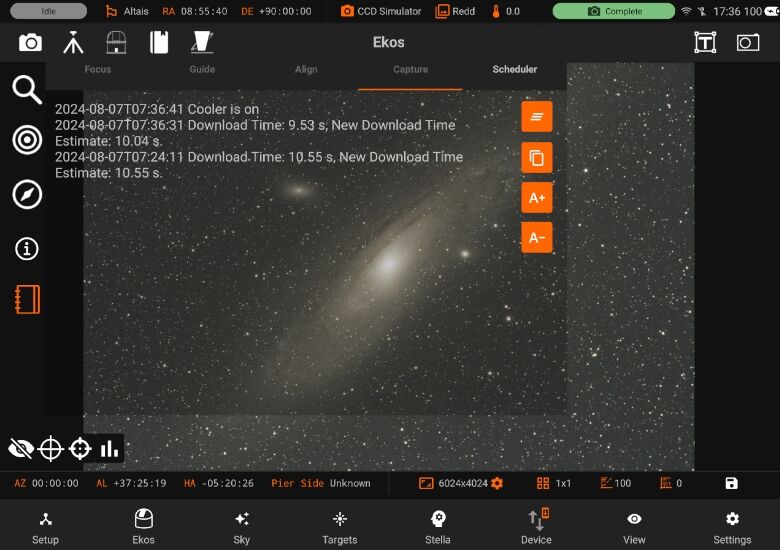 Idle Altais RA 08:55:40 DE +90:00:00 CCD Simulator Redd 0.0 Complete 17:36 100
Ekos T
Focus Guide Align Capture Scheduler
2024-08-07T07:36:41 Cooler is on
2024-08-07T07:36:31 Download Time: 9.53 s, New Download Time
Estimate: 10.04 s.
2024-08-07T07:24:11 Download Time: 10.55 s, New Download Time
Estimate: 10.55 s.
A+
A-
AZ 00:00:00 AL +37:25:19 HA -05:20:26 Pier Side Unknown 6024x4024 1x1 100 0
Setup Ekos Sky Targets Stella Device View Settings